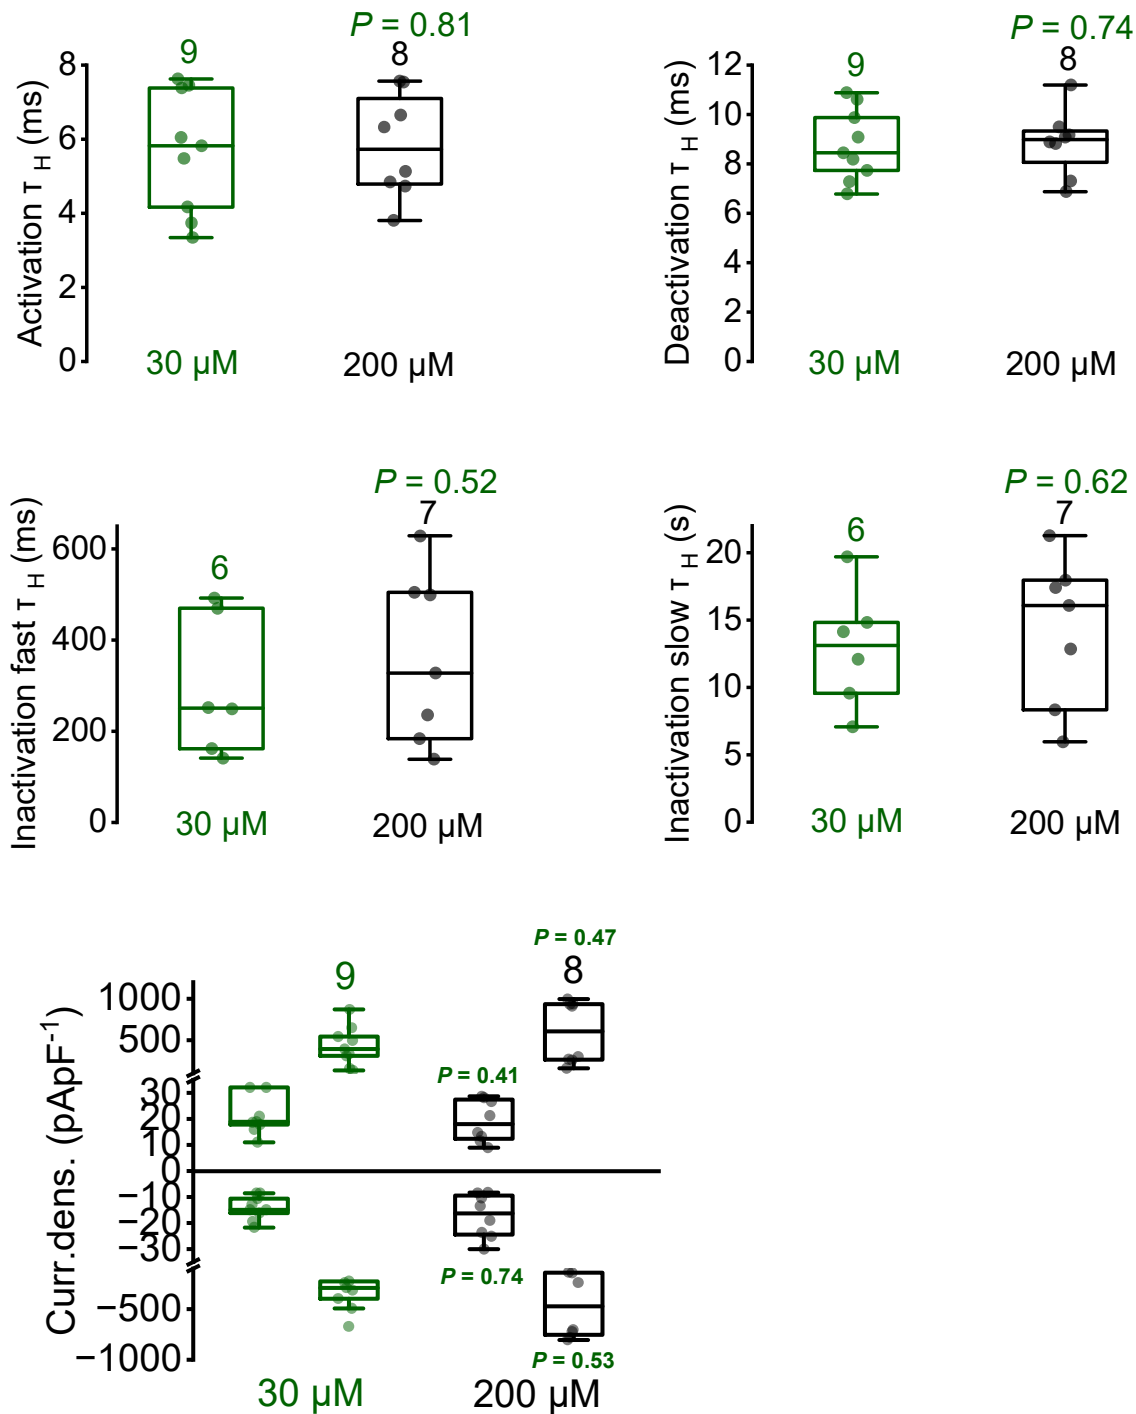 P = 0.81
9
8
Activation τ H (ms)
8
6
4
2
0
30 μM
200 μM
P = 0.74
9
8
Deactivation τ H (ms)
12
10
8
6
4
2
0
30 μM
200 μM
P = 0.52
6
7
Inactivation fast τ H (ms)
600
400
200
0
30 μM
200 μM
P = 0.62
6
7
Inactivation slow τ H (s)
20
15
10
5
0
30 μM
200 μM
P = 0.47
9
8
Curr.dens. (pApF-1)
1000
500
P = 0.41
30
20
10
0
−10
−20
−30
P = 0.74
−500
−1000
P = 0.53
30 μM
200 μM